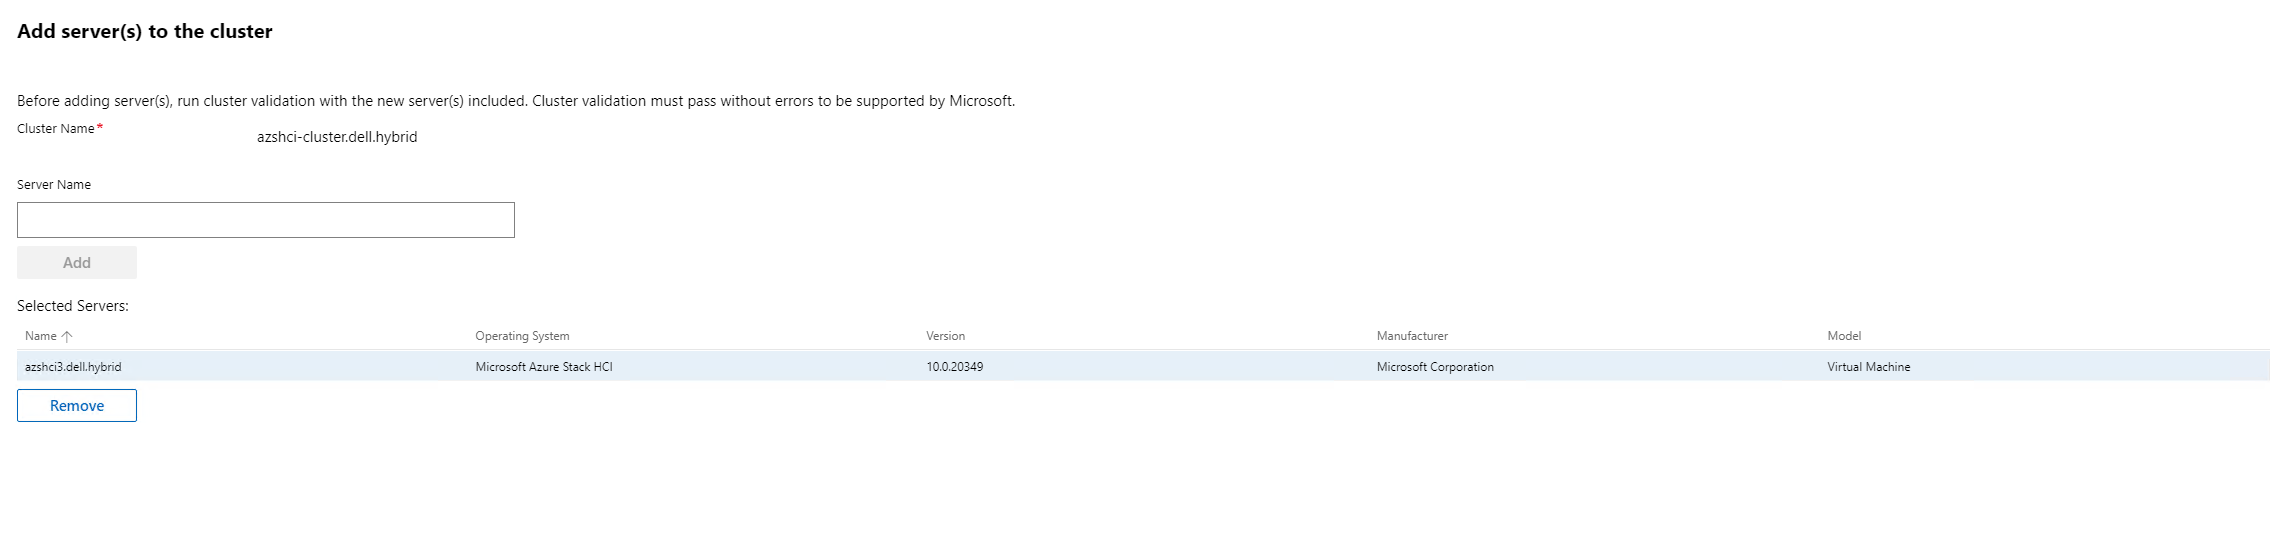 Add server(s) to the cluster
Before adding server(s), run cluster validation with the new server(s) included. Cluster validation must pass without errors to be supported by Microsoft.
Cluster Name*
azshci-cluster.dell.hybrid
Server Name
Add
Selected Servers:
Name ↑ Operating System Version Manufacturer Model
azshci3.dell.hybrid Microsoft Azure Stack HCI 10.0.20349 Microsoft Corporation Virtual Machine
Remove